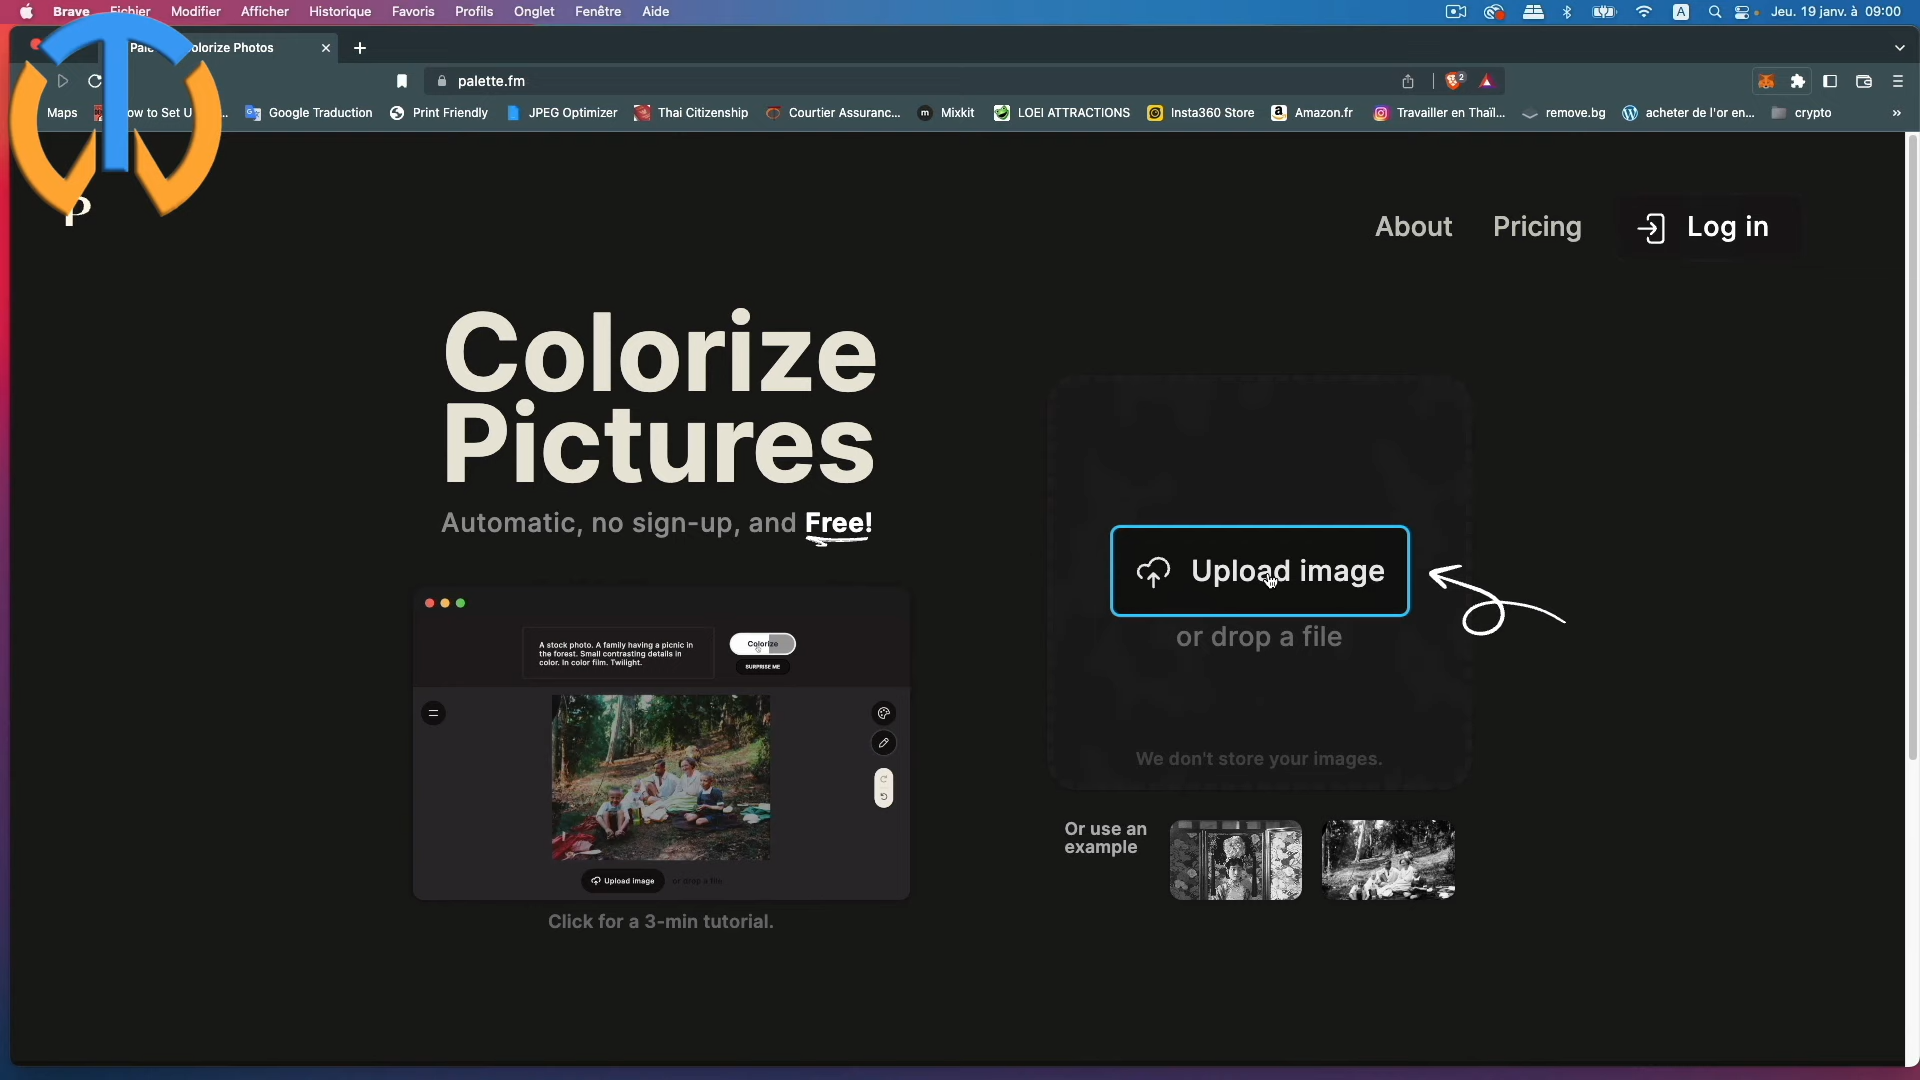 Brave Fichier Modifier Afficher Historique Favoris Profils Onglet Fenêtre Aide
A
Jeu. 19 janv. à 09:00
olorize Photos
palette.fm
2
Maps
ow to Set U
Google Traduction
Print Friendly
JPEG Optimizer
Thai Citizenship
Courtier Assuranc...
m Mixkit
LOEI ATTRACTIONS
Insta360 Store
Amazon.fr
Travailler en Thaïl...
remove.bg
acheter de l'or en...
crypto
»
P
About Pricing Log in
Colorize
Pictures
Automatic, no sign-up, and Free!
A stock photo. A family having a picnic in
the forest. Small contrasting details in
color. In color film. Twilight.
Colorize
SURPRISE ME
Upload image or drop a file
Click for a 3-min tutorial.
Upload image
or drop a file
We don't store your images.
Or use an
example